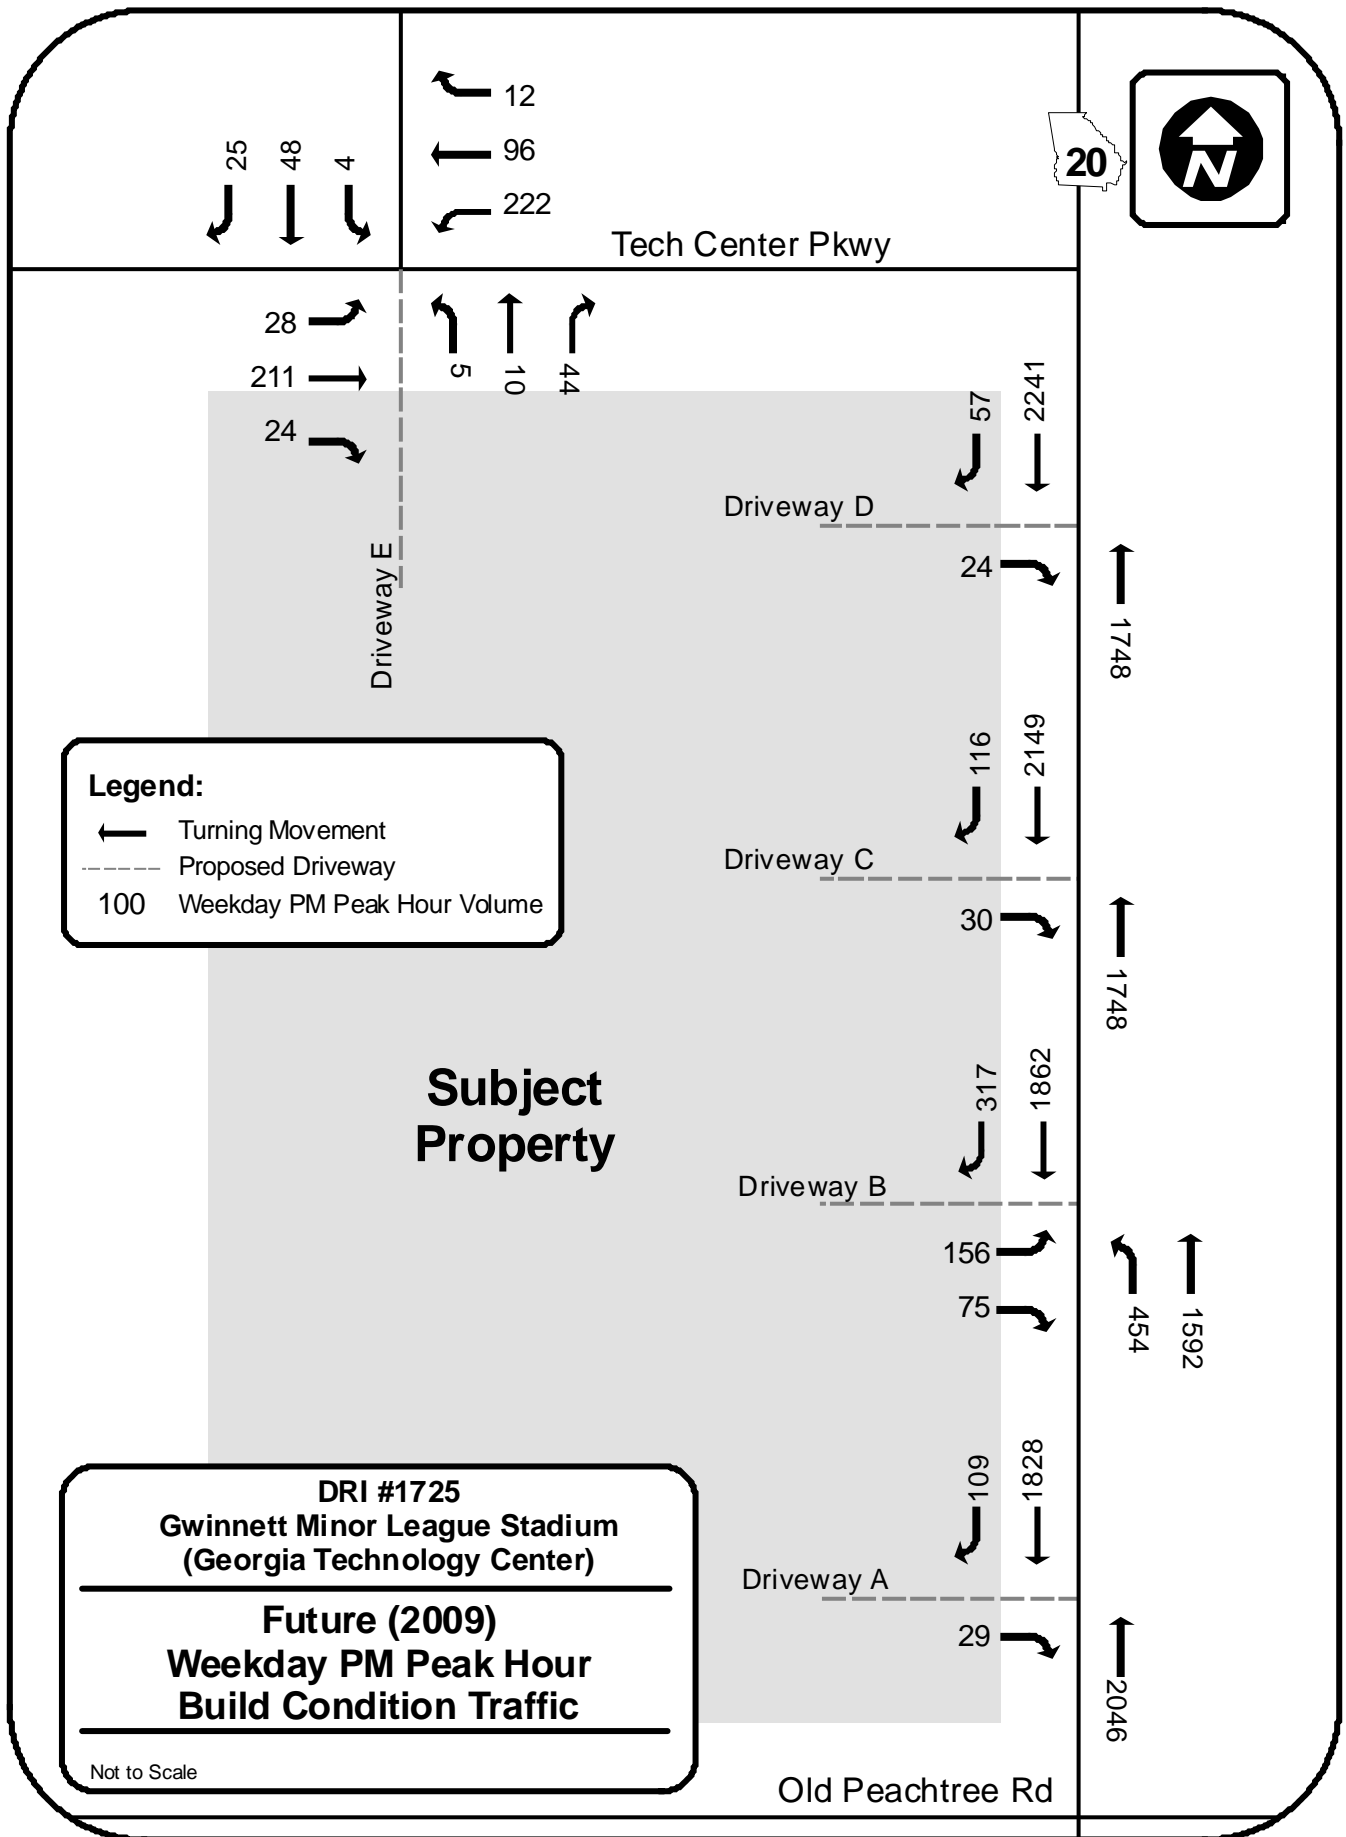 12
96
222
25
48
4
20
N
Tech Center Pkwy
28
211
24
5
10
44
57
2241
Driveway D
24
1748
Driveway E
116
2149
Driveway C
30
1748
Legend:
Turning Movement
Proposed Driveway
100 Weekday PM Peak Hour Volume
Subject
Property
317
1862
Driveway B
156
75
454
1592
109
1828
Driveway A
29
2046
DRI #1725
Gwinnett Minor League Stadium
(Georgia Technology Center)
Future (2009)
Weekday PM Peak Hour
Build Condition Traffic
Not to Scale
Old Peachtree Rd